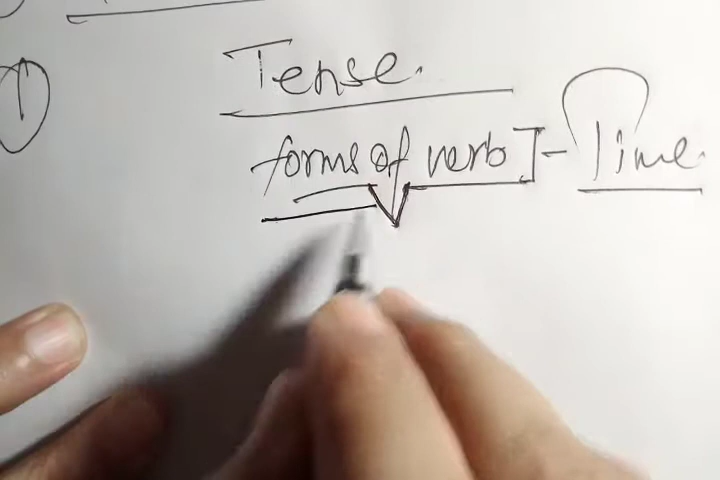 Tense.
forms of verb] - Time.